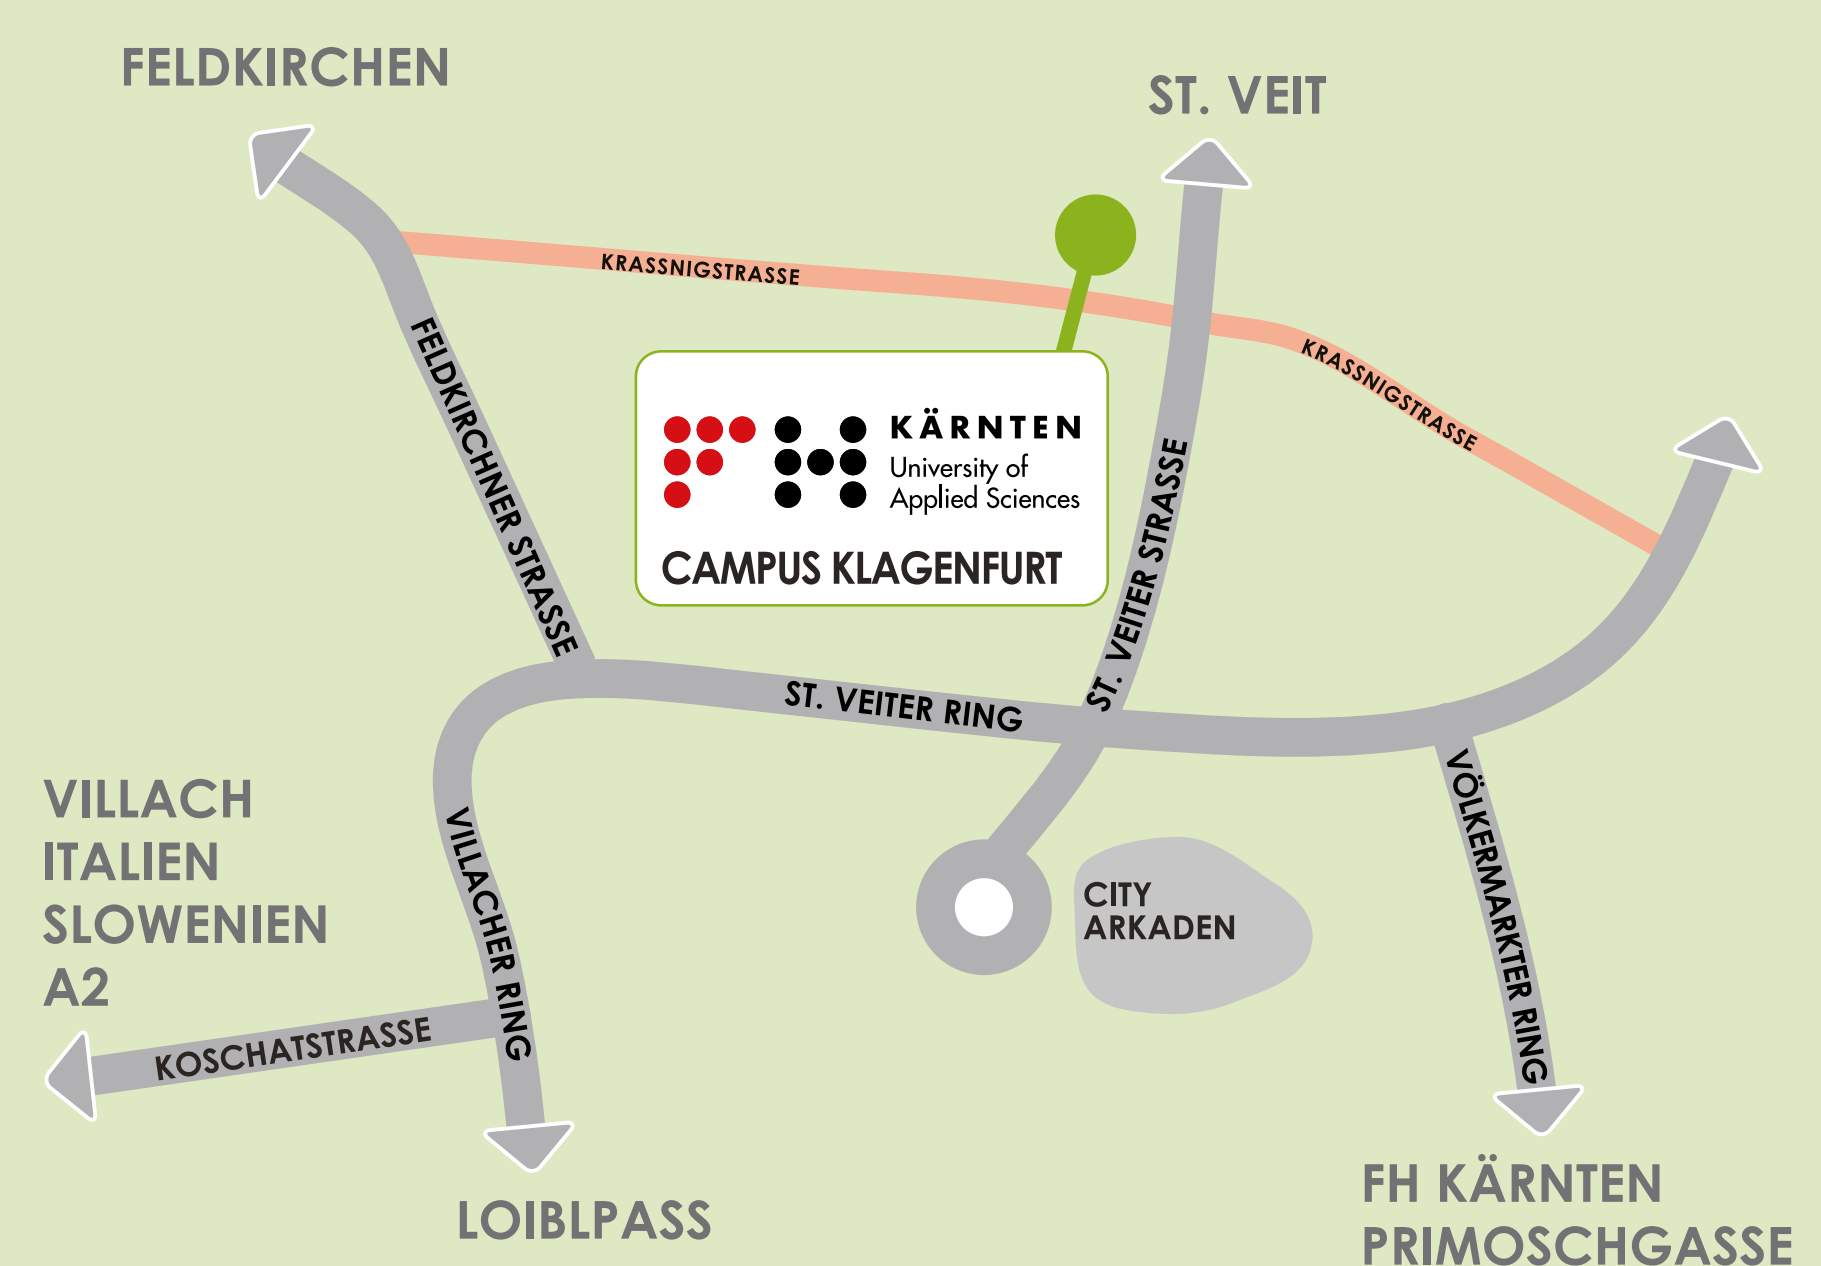 FELDKIRCHEN
ST. VEIT
KRASSNIGSTRASSE
KRASSNIGSTRASSE
FELDKIRCHNER STRASSE
FH KÄRNTEN
University of
Applied Sciences
CAMPUS KLAGENFURT
ST. VEITER STRASSE
ST. VEITER RING
VILLACH
ITALIEN
SLOWENIEN
A2
VILLACHER RING
CITY
ARKADEN
VÖLKERMARKTER RING
KOSCHATSTRASSE
LOIBLPASS
FH KÄRNTEN
PRIMOSCHGASSE